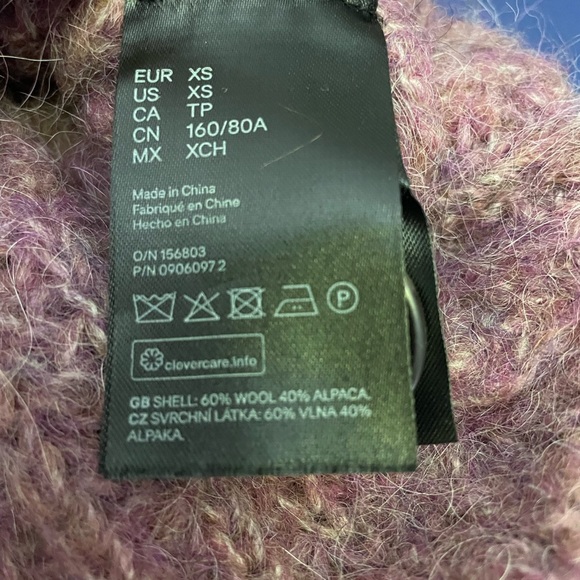 EUR XS
US XS
CA TP
CN 160/80A
MX XCH
Made in China
Fabriqué en Chine
Hecho en China
O/N 156803
P/N 0906097 2
P
clevercare.info
GB SHELL: 60% WOOL 40% ALPACA.
CZ SVRCHNÍ LÁTKA: 60% VLNA 40%
ALPAKA.